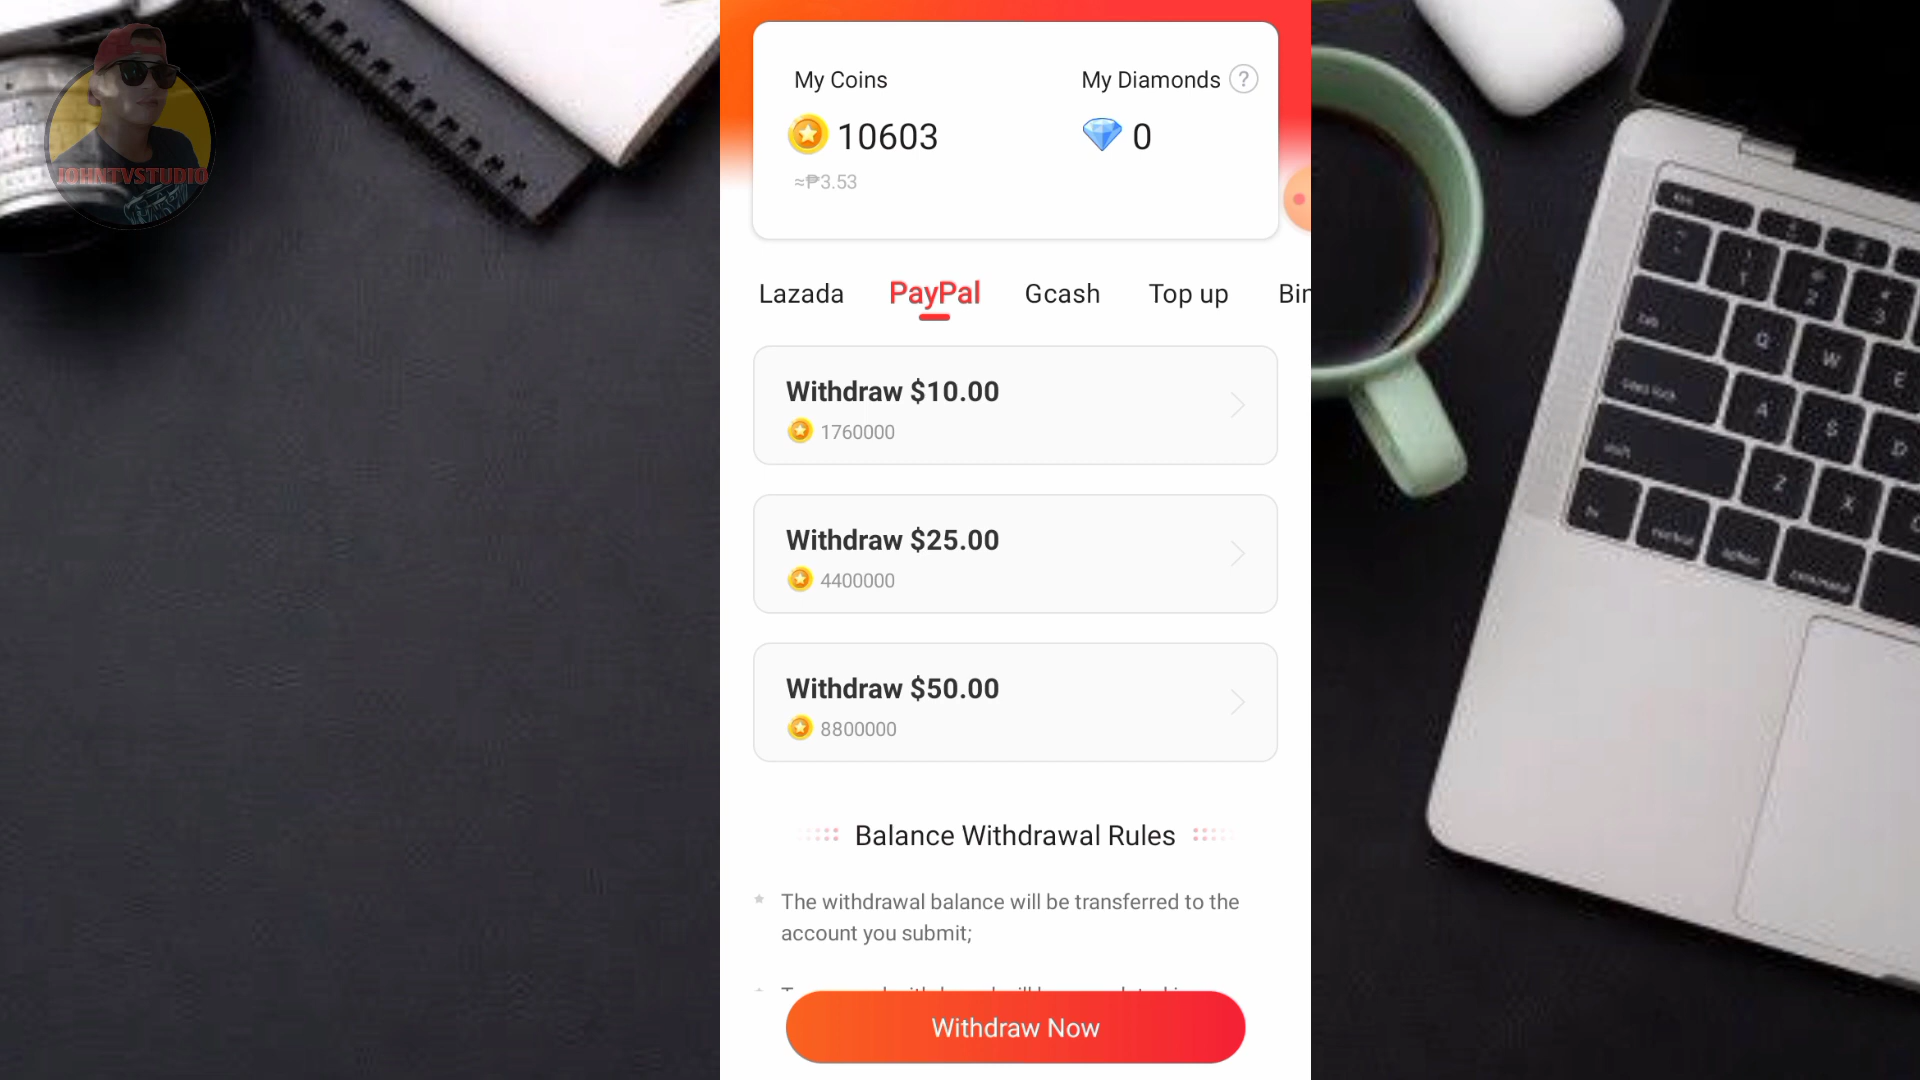 JOHNTVSTUDIO
My Coins
My Diamonds ?
10603
0
≈₱3.53
Lazada PayPal Gcash Top up Bin
Withdraw $10.00
1760000
Withdraw $25.00
4400000
Withdraw $50.00
8800000
Balance Withdrawal Rules
The withdrawal balance will be transferred to the
account you submit;
Withdraw Now